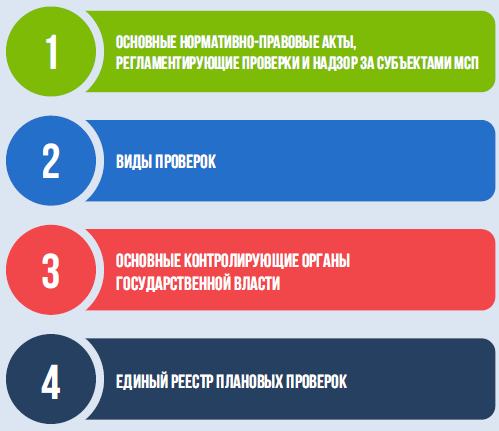 1
ОСНОВНЫЕ НОРМАТИВНО-ПРАВОВЫЕ АКТЫ,
РЕГЛАМЕНТИРУЮЩИЕ ПРОВЕРКИ И НАДЗОР ЗА СУБЪЕКТАМИ МСП
2
ВИДЫ ПРОВЕРОК
3
ОСНОВНЫЕ КОНТРОЛИРУЮЩИЕ ОРГАНЫ
ГОСУДАРСТВЕННОЙ ВЛАСТИ
4
ЕДИНЫЙ РЕЕСТР ПЛАНОВЫХ ПРОВЕРОК